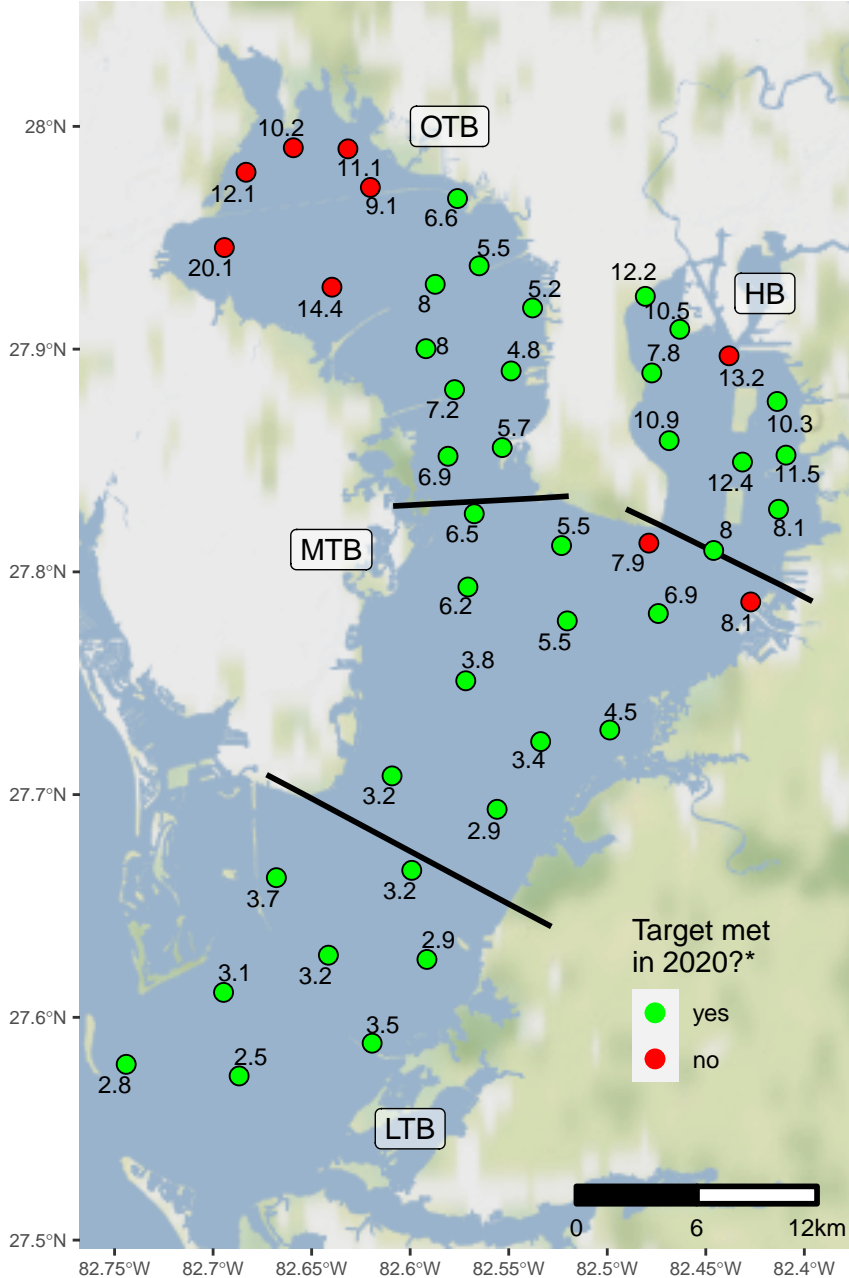 28°N
27.9°N
27.8°N
27.7°N
27.6°N
27.5°N
OTB
10.2
11.1
12.1
9.1
6.6
20.1
5.5
14.4
8
5.2
8
4.8
7.2
5.7
6.9
HB
12.2
10.5
7.8
13.2
10.3
10.9
12.4
11.5
8.1
8
MTB
6.5
5.5
7.9
6.2
6.9
8.1
5.5
3.8
4.5
3.4
3.2
2.9
3.7
3.2
2.9
3.2
3.1
3.5
2.5
2.8
LTB
Target met
in 2020?*
yes
no
0 6 12km
82.75°W 82.7°W 82.65°W 82.6°W 82.55°W 82.5°W 82.45°W 82.4°W